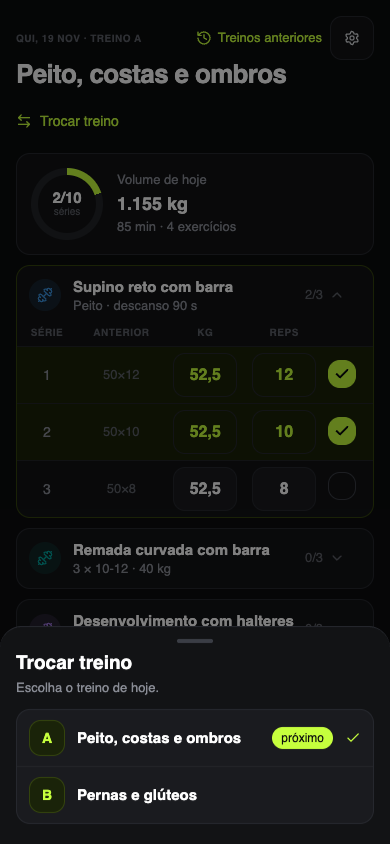 QUI, 19 NOV · TREINO A
Treinos anteriores
Peito, costas e ombros
Trocar treino
2/10
séries
Volume de hoje
1.155 kg
85 min · 4 exercícios
Supino reto com barra
Peito · descanso 90 s
2/3
SÉRIE ANTERIOR KG REPS
1 50×12 52,5 12
2 50×10 52,5 10
3 50×8 52,5 8
Remada curvada com barra
3 × 10-12 · 40 kg
0/3
Desenvolvimento com halteres
Trocar treino
Escolha o treino de hoje.
A Peito, costas e ombros próximo
B Pernas e glúteos